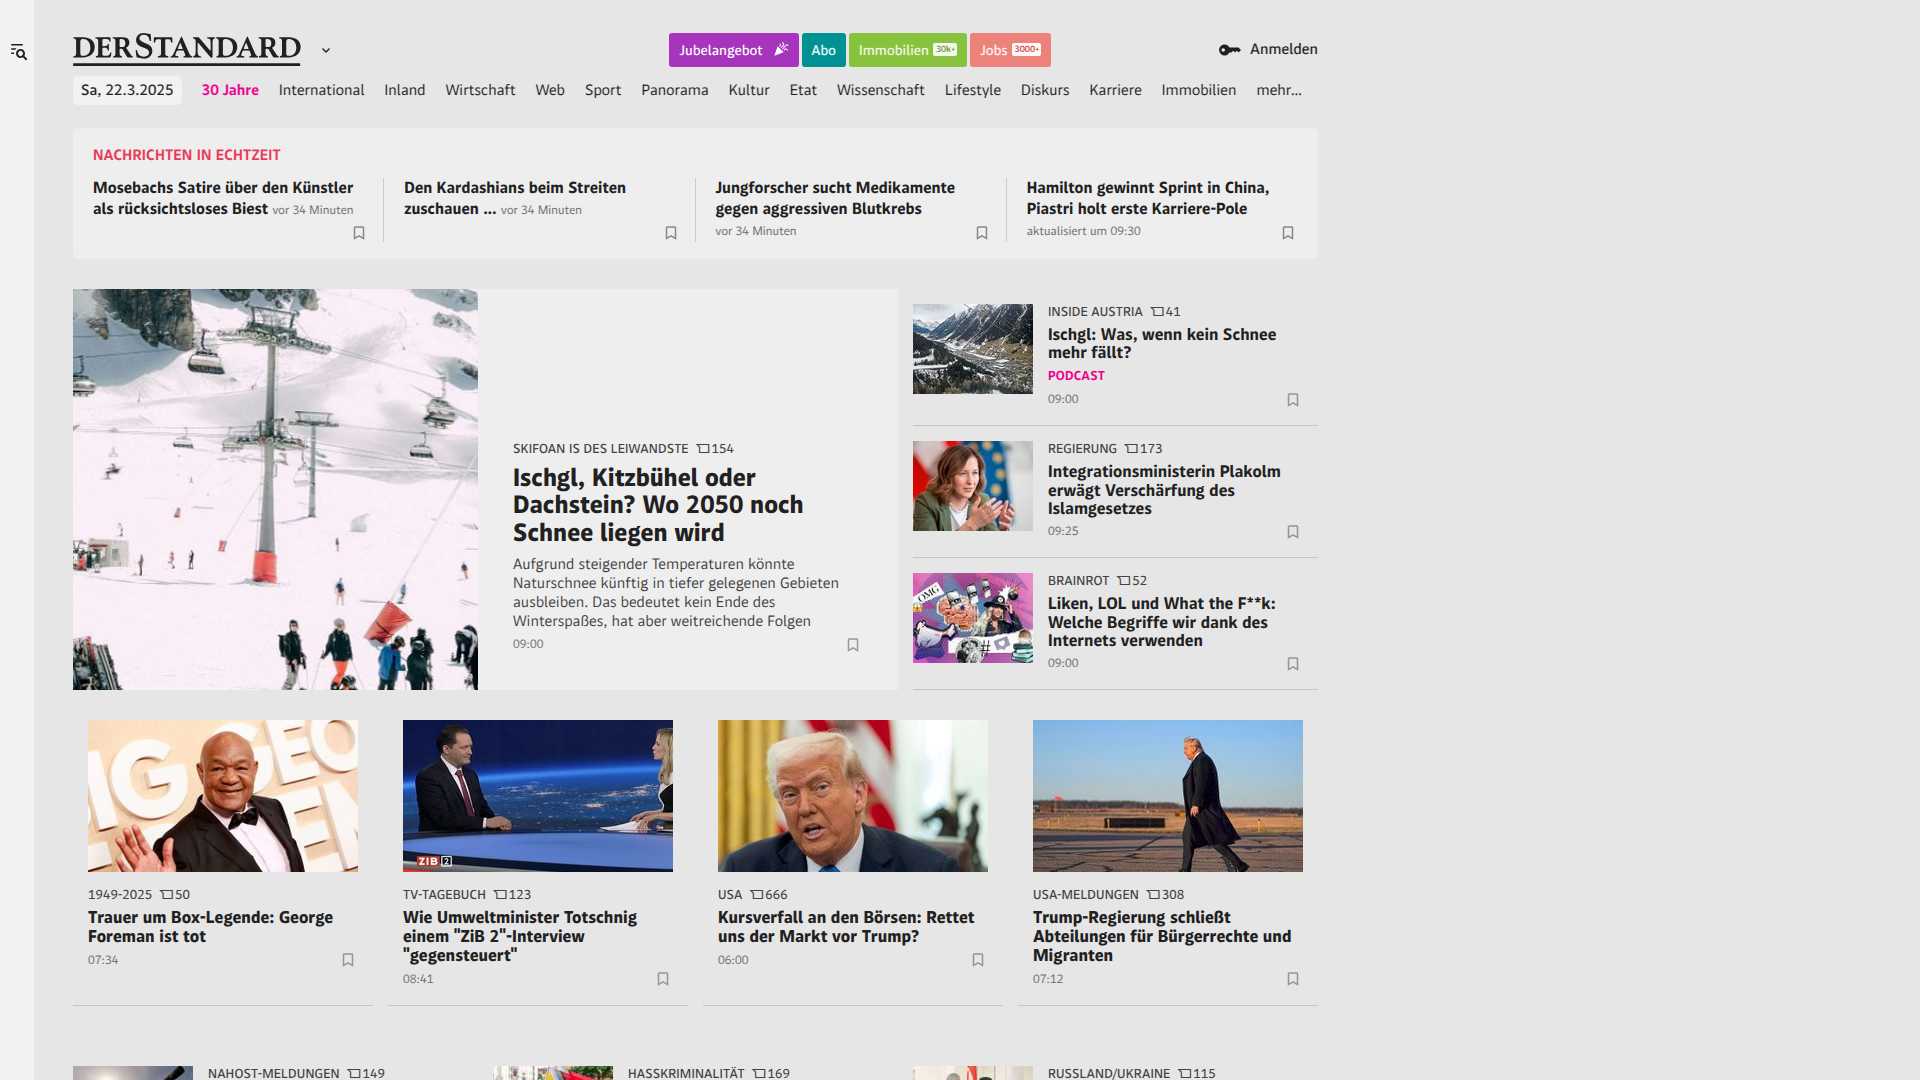 DERSTANDARD
Jubelangebot
Abo
Immobilien 30k+
Jobs 3000+
Anmelden
Sa, 22.3.2025
30 Jahre
International
Inland
Wirtschaft
Web
Sport
Panorama
Kultur
Etat
Wissenschaft
Lifestyle
Diskurs
Karriere
Immobilien
mehr...
NACHRICHTEN IN ECHTZEIT
Mosebachs Satire über den Künstler
als rücksichtsloses Biest vor 34 Minuten
Den Kardashians beim Streiten
zuschauen ... vor 34 Minuten
Jungforscher sucht Medikamente
gegen aggressiven Blutkrebs
vor 34 Minuten
Hamilton gewinnt Sprint in China,
Piastri holt erste Karriere-Pole
aktualisiert um 09:30
SKIFOAN IS DES LEIWANDSTE 154
Ischgl, Kitzbühel oder
Dachstein? Wo 2050 noch
Schnee liegen wird
Aufgrund steigender Temperaturen könnte
Naturschnee künftig in tiefer gelegenen Gebieten
ausbleiben. Das bedeutet kein Ende des
Winterspaßes, hat aber weitreichende Folgen
09:00
INSIDE AUSTRIA 41
Ischgl: Was, wenn kein Schnee
mehr fällt?
PODCAST
09:00
REGIERUNG 173
Integrationsministerin Plakolm
erwägt Verschärfung des
Islamgesetzes
09:25
OMG
#
BRAINROT 52
Liken, LOL und What the F**k:
Welche Begriffe wir dank des
Internets verwenden
09:00
1949-2025 50
Trauer um Box-Legende: George
Foreman ist tot
07:34
ZIB 2
TV-TAGEBUCH 123
Wie Umweltminister Totschnig
einem "ZiB 2"-Interview
"gegensteuert"
08:41
USA 666
Kursverfall an den Börsen: Rettet
uns der Markt vor Trump?
06:00
USA-MELDUNGEN 308
Trump-Regierung schließt
Abteilungen für Bürgerrechte und
Migranten
07:12
NAHOST-MELDUNGEN 149
HASSKRIMINALITÄT 169
RUSSLAND/UKRAINE 115